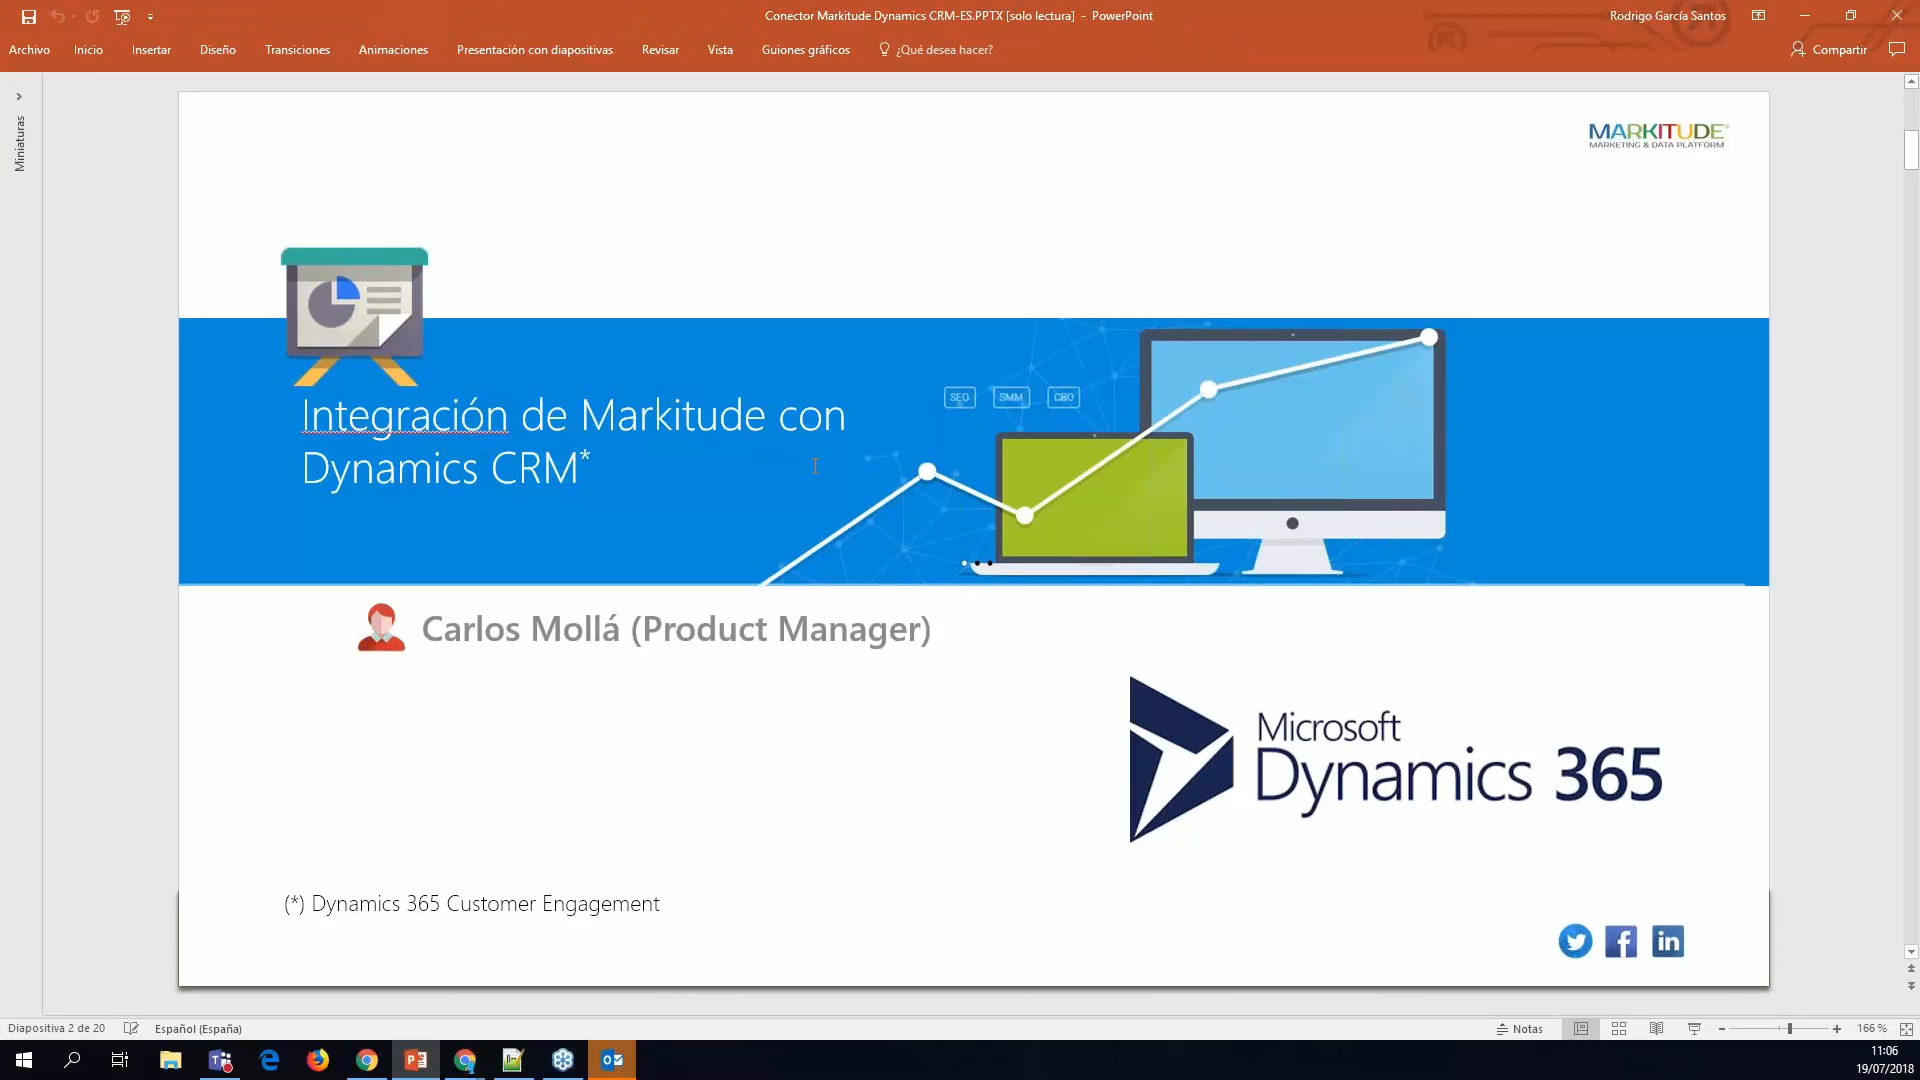 Conector Markitude Dynamics CRM-ES.PPTX [solo lectura] - PowerPoint
Rodrigo García Santos
Archivo
Inicio
Insertar
Diseño
Transiciones
Animaciones
Presentación con diapositivas
Revisar
Vista
Guiones gráficos
¿Qué desea hacer?
Compartir
Miniaturas
MARKITUDE®
MARKETING & DATA PLATFORM
SEO
SMM
CRO
Integración de Markitude con
Dynamics CRM*
Carlos Mollá (Product Manager)
Microsoft
Dynamics 365
(*) Dynamics 365 Customer Engagement
Diapositiva 2 de 20
Español (España)
Notas
166 %
11:06
19/07/2018